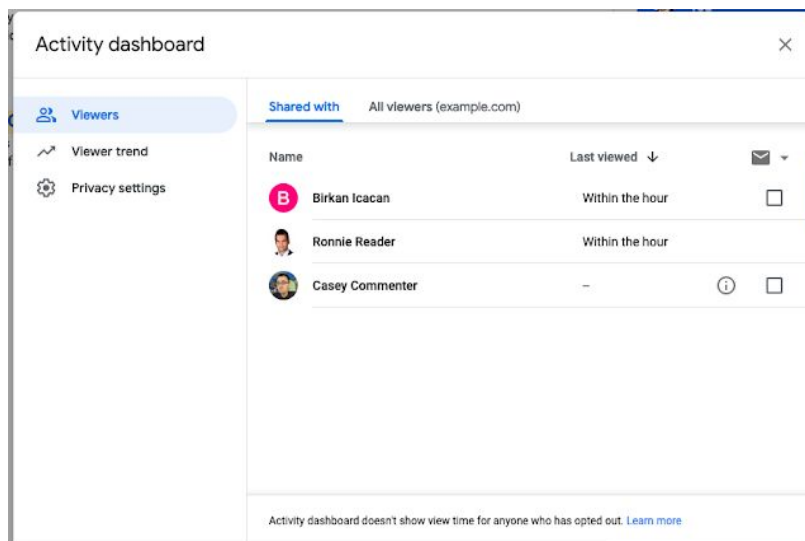 Activity dashboard
Viewers
Viewer trend
Privacy settings
Shared with All viewers (example.com)
Name Last viewed
B Birkan Icacan Within the hour
Ronnie Reader Within the hour
Casey Commenter –
Activity dashboard doesn't show view time for anyone who has opted out. Learn more